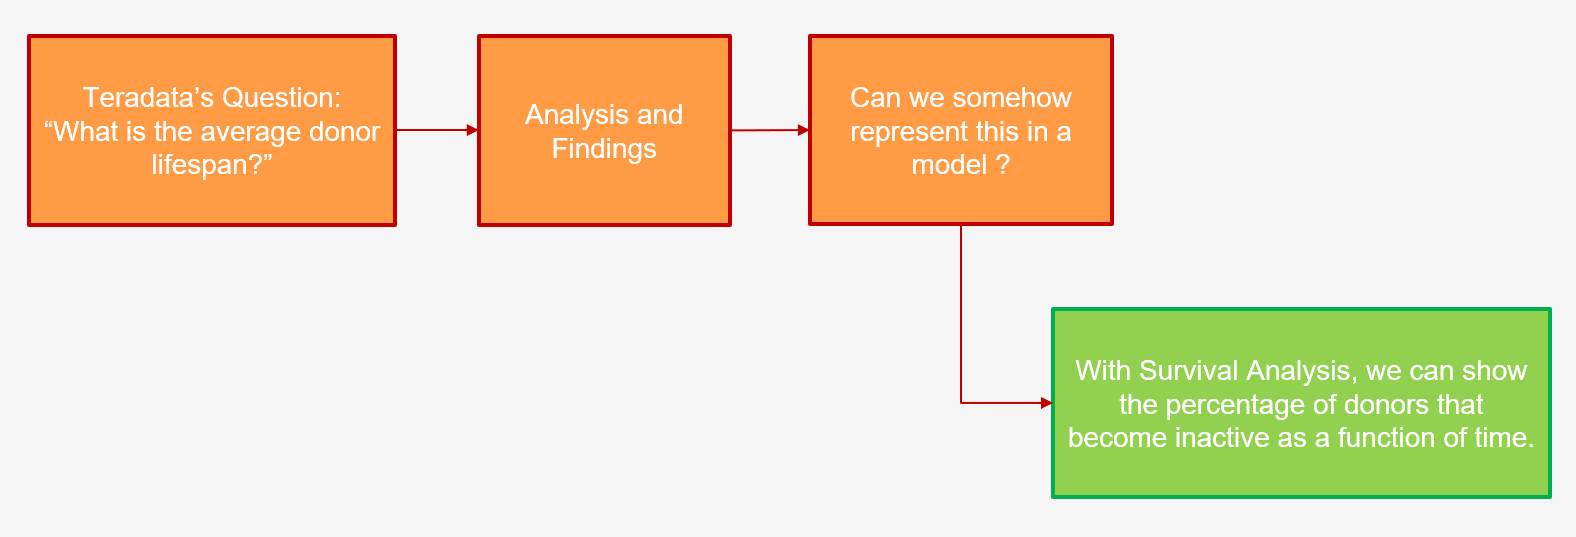 Teradata’s Question:
“What is the average donor
lifespan?”
Analysis and
Findings
Can we somehow
represent this in a
model ?
With Survival Analysis, we can show
the percentage of donors that
become inactive as a function of time.